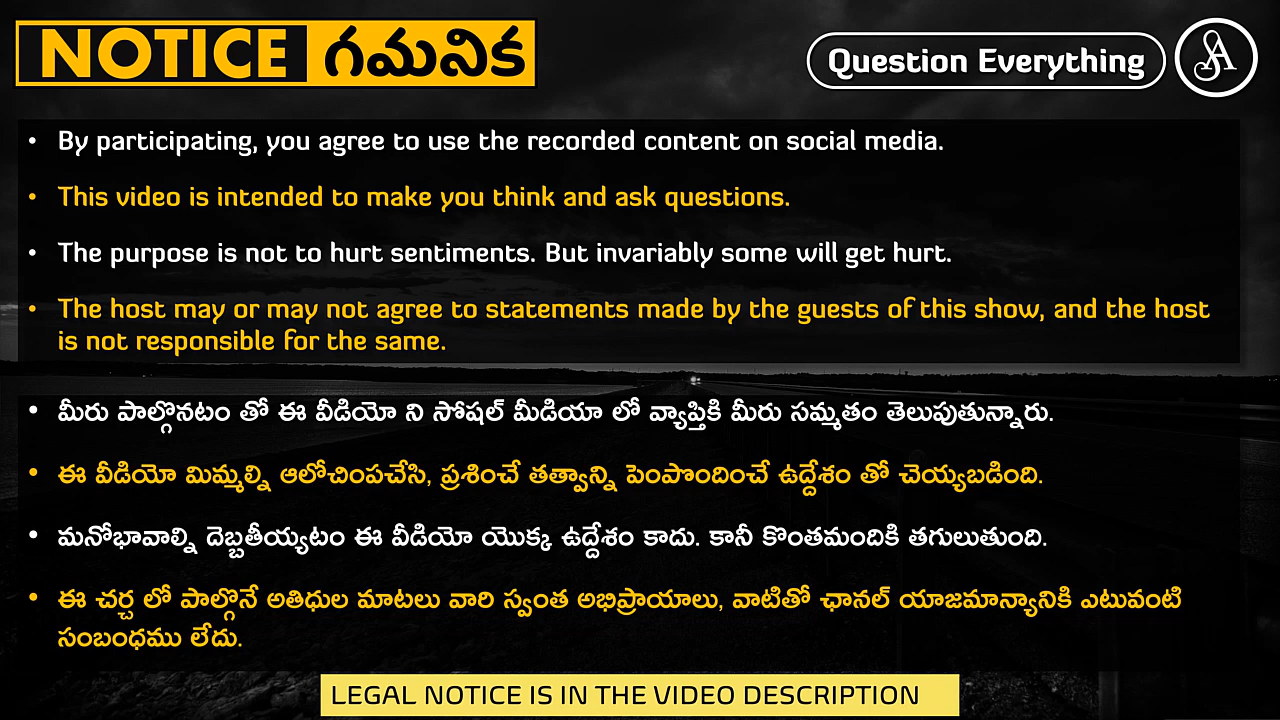 NOTICE గమనిక
Question Everything
• By participating, you agree to use the recorded content on social media.
• This video is intended to make you think and ask questions.
• The purpose is not to hurt sentiments. But invariably some will get hurt.
• The host may or may not agree to statements made by the guests of this show, and the host
is not responsible for the same.
• మీరు పాల్గొనటం తో ఈ వీడియో ని సోషల్ మీడియా లో వ్యాప్తికి మీరు సమ్మతం తెలుపుతున్నారు.
• ఈ వీడియో మిమ్మల్ని ఆలోచింపచేసి, ప్రశించే తత్వాన్ని పెంపొందించే ఉద్దేశం తో చెయ్యబడింది.
• మనోభావాల్ని దెబ్బతీయ్యటం ఈ వీడియో యొక్క ఉద్దేశం కాదు. కానీ కొంతమందికి తగులుతుంది.
• ఈ చర్చ లో పాల్గొనే అతిధుల మాటలు వారి స్వంత అభిప్రాయాలు, వాటితో ఛానల్ యాజమాన్యానికి ఎటువంటి
సంబంధము లేదు.
LEGAL NOTICE IS IN THE VIDEO DESCRIPTION